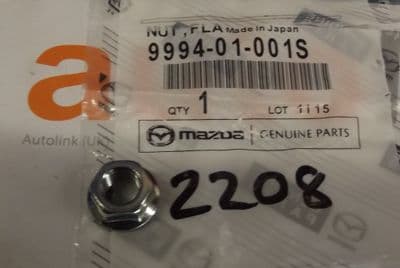 NUT, FLA Made in Japan
9994-01-001S
QTY 1 LOT 1115
mazda GENUINE PARTS
a
Autolink
2208